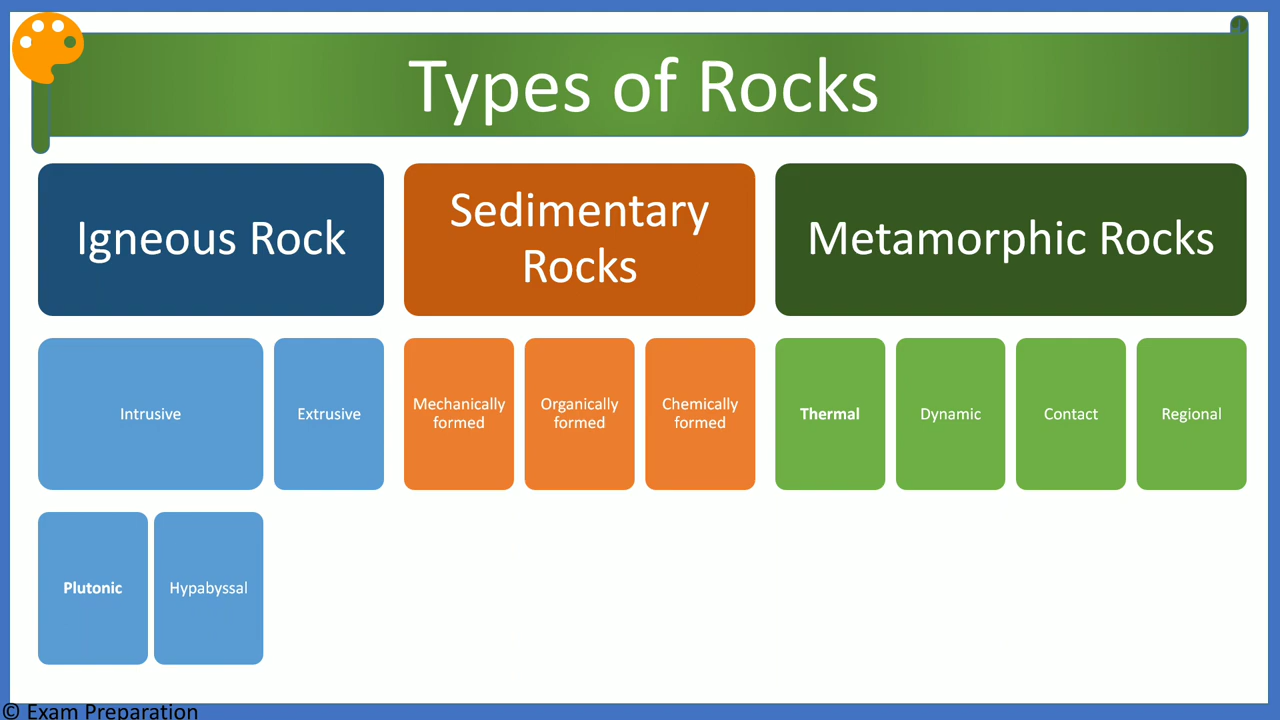 Types of Rocks
Igneous Rock
Sedimentary
Rocks
Metamorphic Rocks
Intrusive
Extrusive
Mechanically
formed
Organically
formed
Chemically
formed
Thermal
Dynamic
Contact
Regional
Plutonic
Hypabyssal
© Exam Preparation